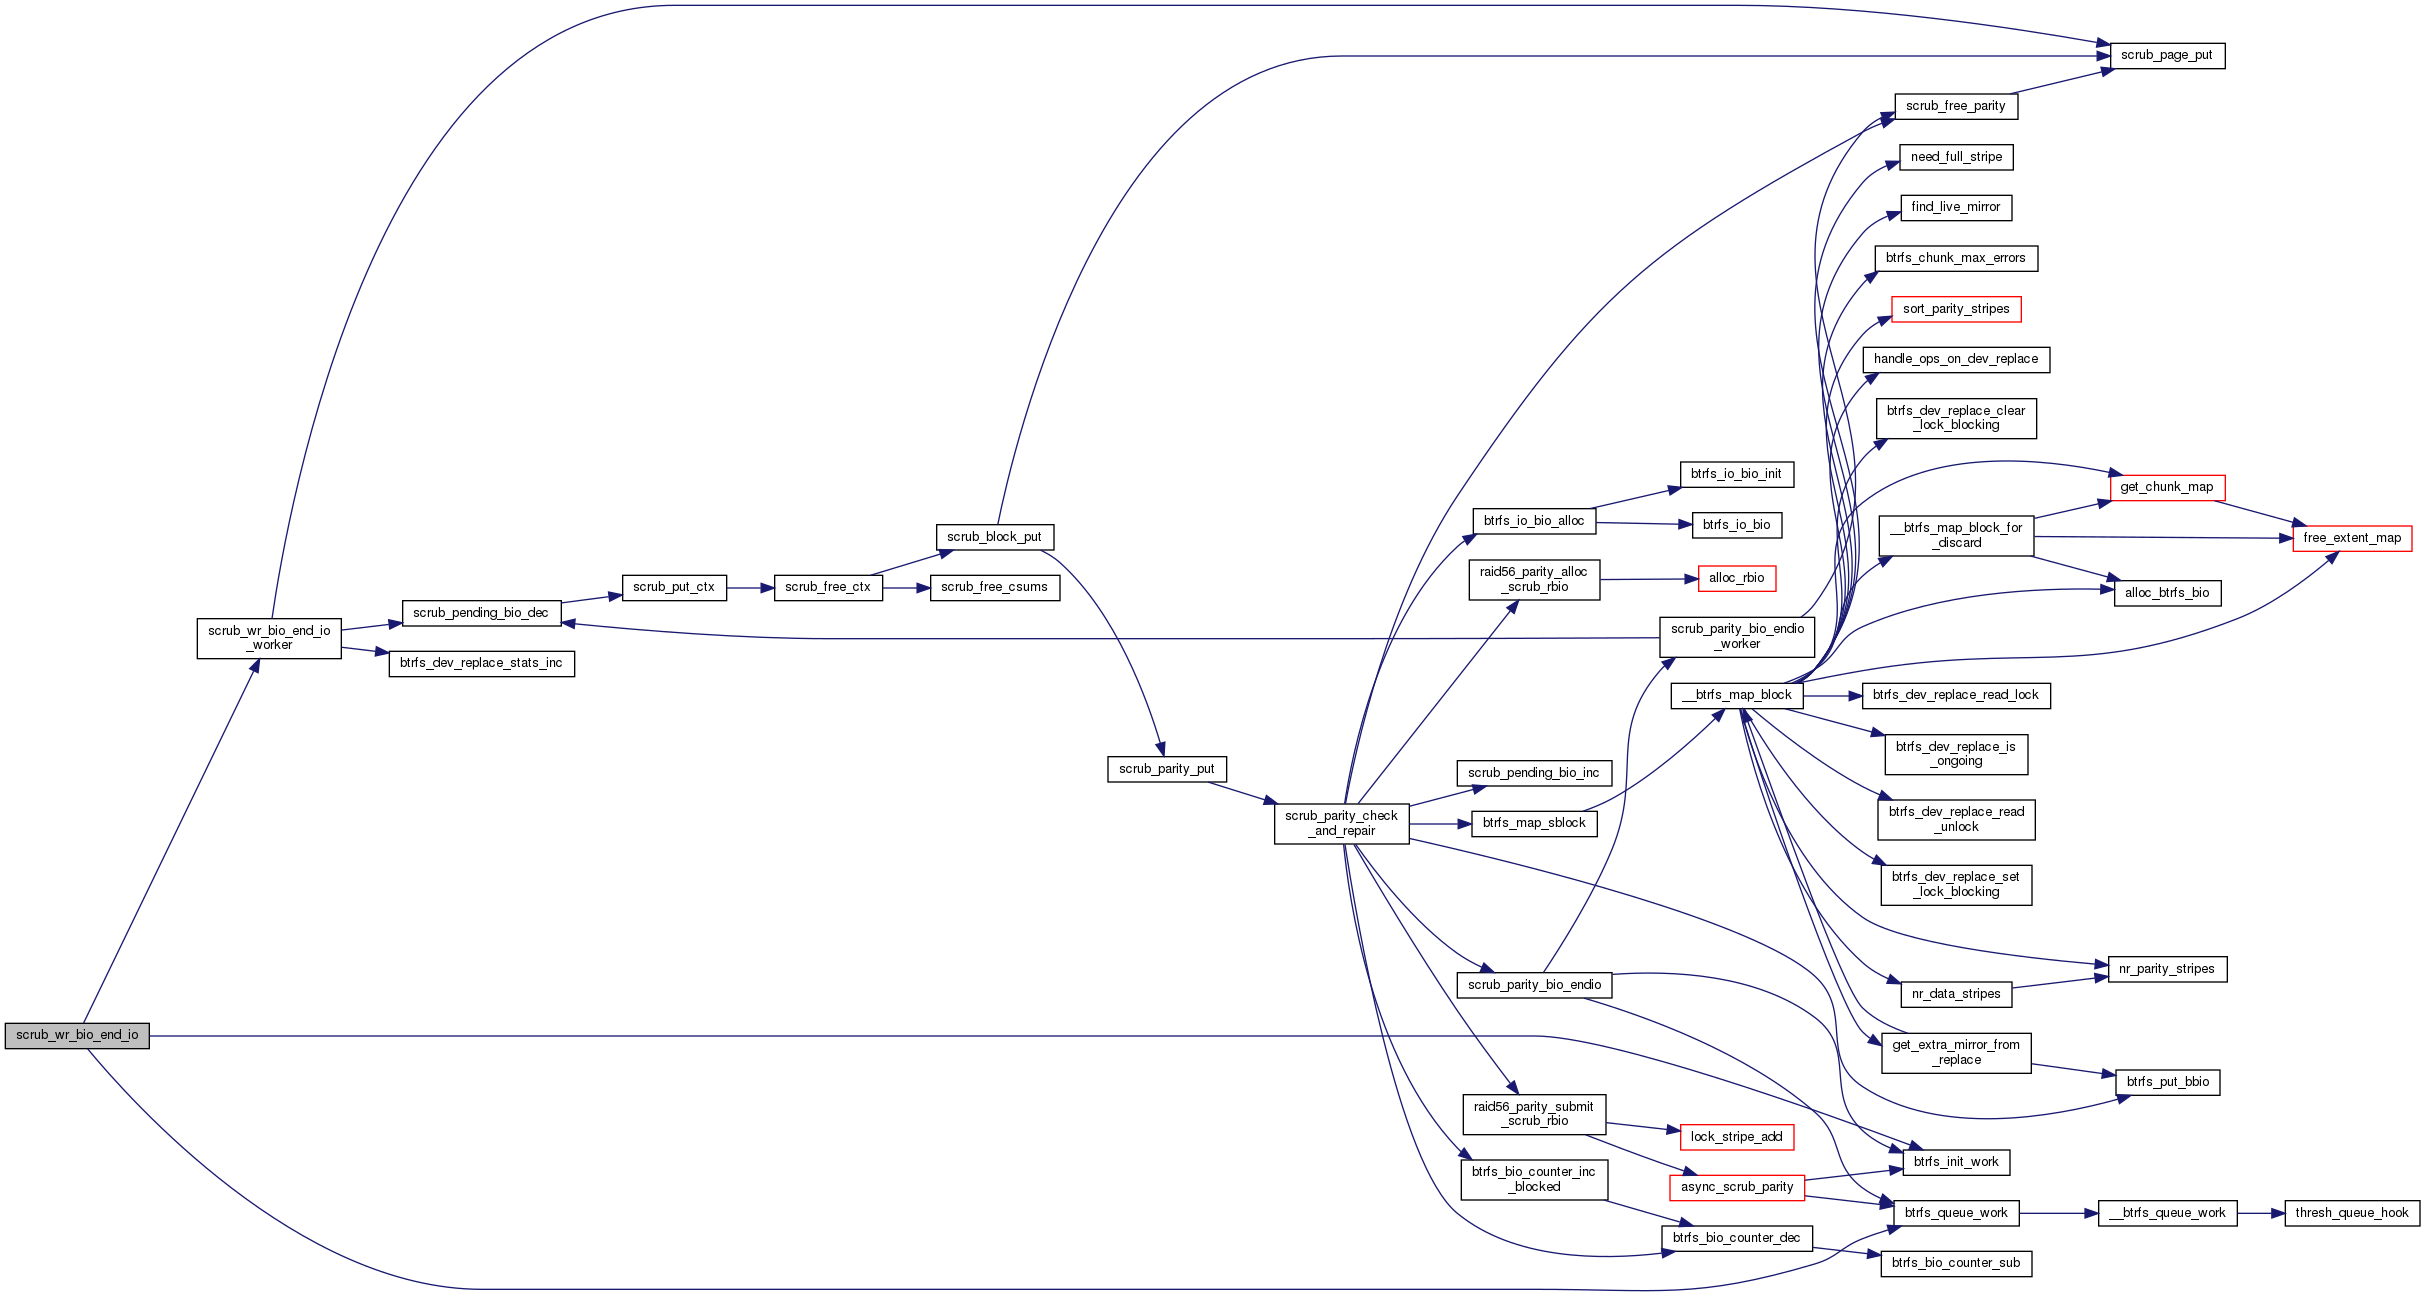 scrub_page_put
scrub_free_parity
need_full_stripe
find_live_mirror
btrfs_chunk_max_errors
sort_parity_stripes
handle_ops_on_dev_replace
btrfs_dev_replace_clear
_lock_blocking
btrfs_io_bio_init
get_chunk_map
btrfs_io_bio_alloc
btrfs_io_bio
scrub_block_put
__btrfs_map_block_for
_discard
free_extent_map
raid56_parity_alloc
_scrub_rbio
alloc_rbio
scrub_put_ctx
scrub_free_ctx
scrub_free_csums
alloc_btrfs_bio
scrub_pending_bio_dec
scrub_wr_bio_end_io
_worker
scrub_parity_bio_endio
_worker
btrfs_dev_replace_stats_inc
__btrfs_map_block
btrfs_dev_replace_read_lock
btrfs_dev_replace_is
_ongoing
scrub_parity_put
scrub_pending_bio_inc
scrub_parity_check
_and_repair
btrfs_map_sblock
btrfs_dev_replace_read
_unlock
btrfs_dev_replace_set
_lock_blocking
nr_parity_stripes
scrub_parity_bio_endio
nr_data_stripes
scrub_wr_bio_end_io
get_extra_mirror_from
_replace
btrfs_put_bbio
raid56_parity_submit
_scrub_rbio
lock_stripe_add
btrfs_init_work
btrfs_bio_counter_inc
_blocked
async_scrub_parity
btrfs_queue_work
__btrfs_queue_work
thresh_queue_hook
btrfs_bio_counter_dec
btrfs_bio_counter_sub